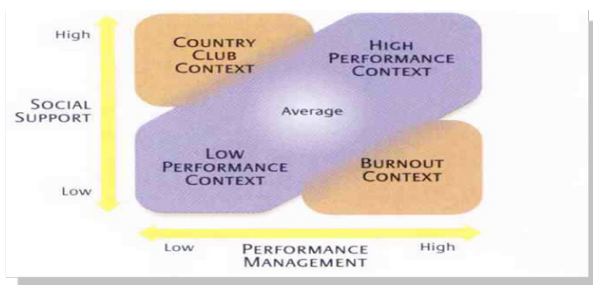 High
COUNTRY
CLUB
CONTEXT
HIGH
PERFORMANCE
CONTEXT
SOCIAL
SUPPORT
Average
LOW
PERFORMANCE
CONTEXT
BURNOUT
CONTEXT
Low
Low
PERFORMANCE
MANAGEMENT
High